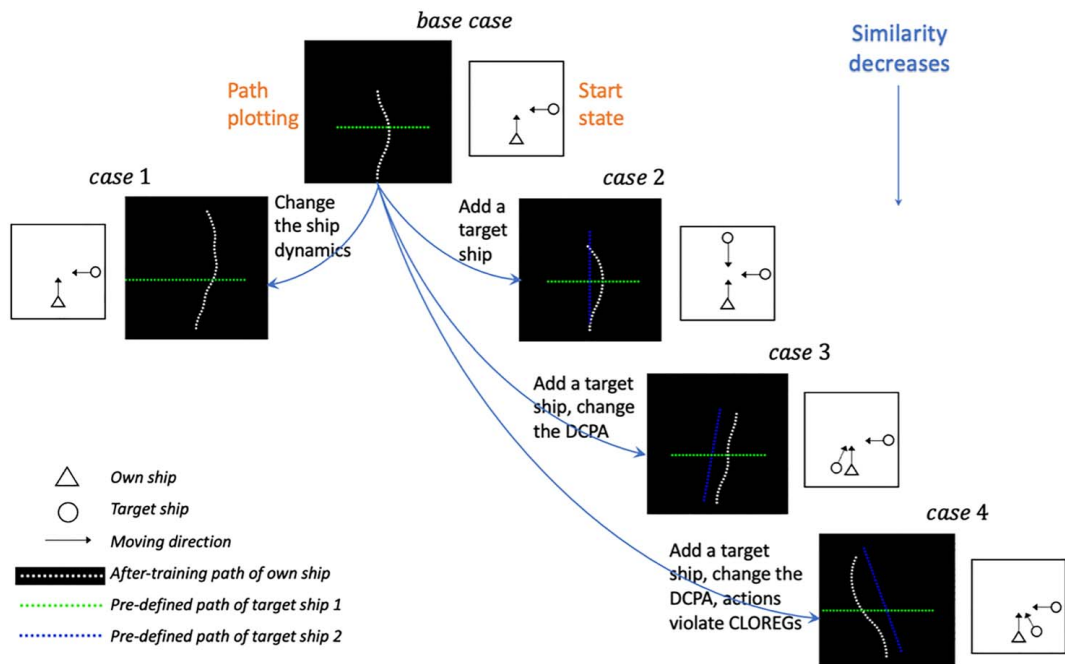 base case
Similarity
decreases
Path
plotting
Start
state
case 1
case 2
Change
the ship
dynamics
Add a
target
ship
case 3
Add a target
ship, change
the DCPA
case 4
Add a target
ship, change the
DCPA, actions
violate CLOREGs
Own ship
Target ship
Moving direction
After-training path of own ship
Pre-defined path of target ship 1
Pre-defined path of target ship 2